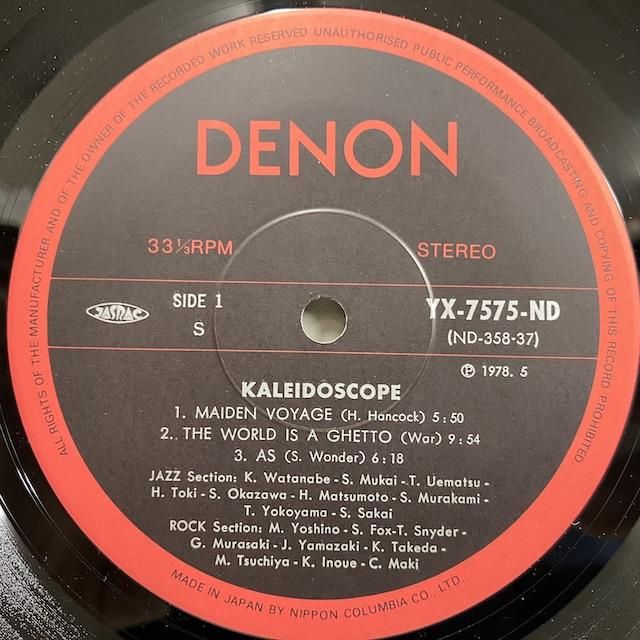 ALL RIGHTS OF THE MANUFACTURER AND OF THE OWNER OF THE RECORDED WORK RESERVED UNAUTHORISED PUBLIC PERFORMANCE BROADCASTING AND COPYING OF THIS RECORD PROHIBITED
DENON
33⅓RPM STEREO
JASRAC
SIDE 1 YX-7575-ND
S (ND-358-37)
℗ 1978. 5
KALEIDOSCOPE
1. MAIDEN VOYAGE (H. Hancock) 5:50
2. THE WORLD IS A GHETTO (War) 9:54
3. AS (S. Wonder) 6:18
JAZZ Section: K. Watanabe - S. Mukai - T. Uematsu -
H. Toki - S. Okazawa - H. Matsumoto - S. Murakami -
T. Yokoyama - S. Sakai
ROCK Section: M. Yoshino - S. Fox - T. Snyder -
G. Murasaki - J. Yamazaki - K. Takeda -
M. Tsuchiya - K. Inoue - C. Maki
MADE IN JAPAN BY NIPPON COLUMBIA CO., LTD.